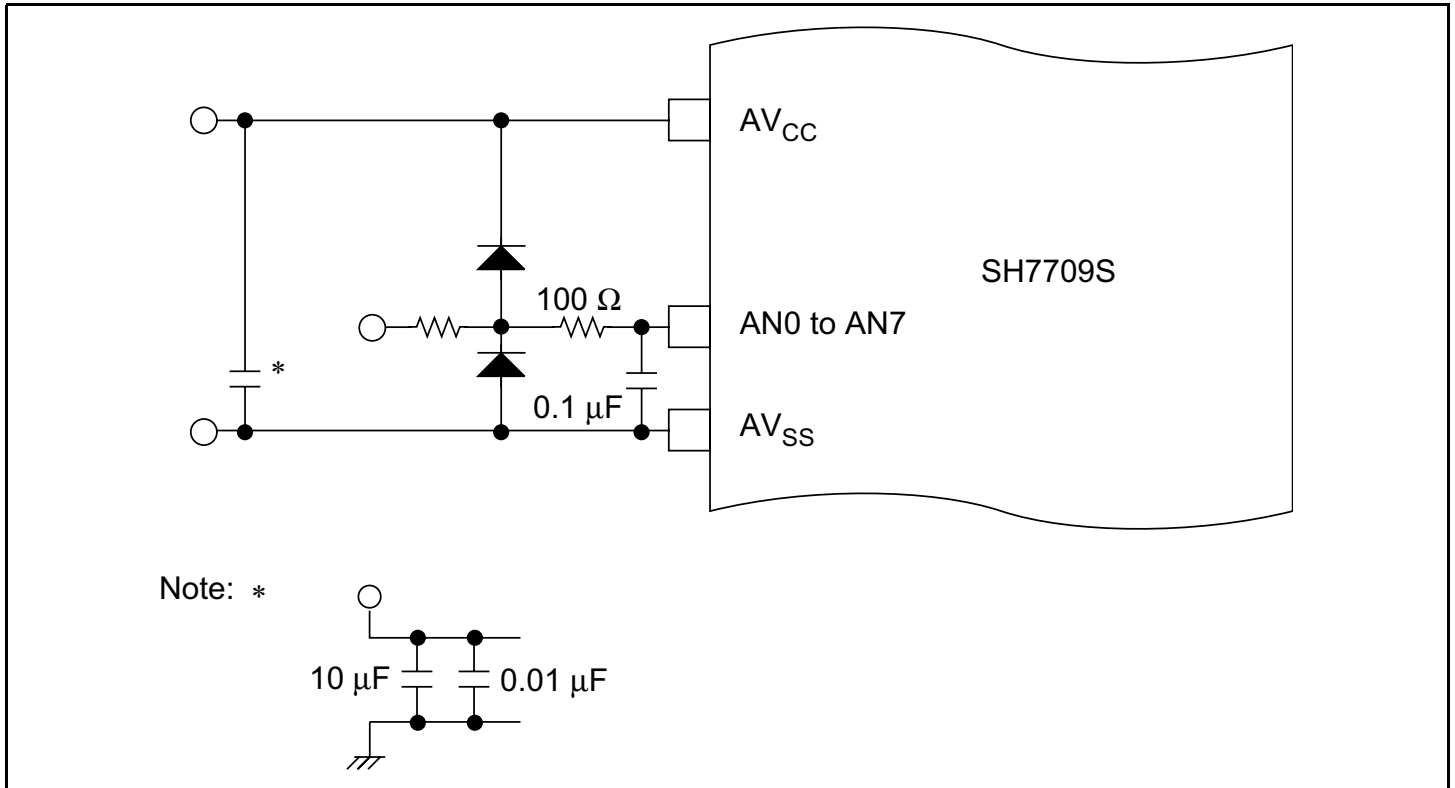 AVCC
SH7709S
100 Ω
AN0 to AN7
*
0.1 μF
AVSS
Note: *
10 μF
0.01 μF